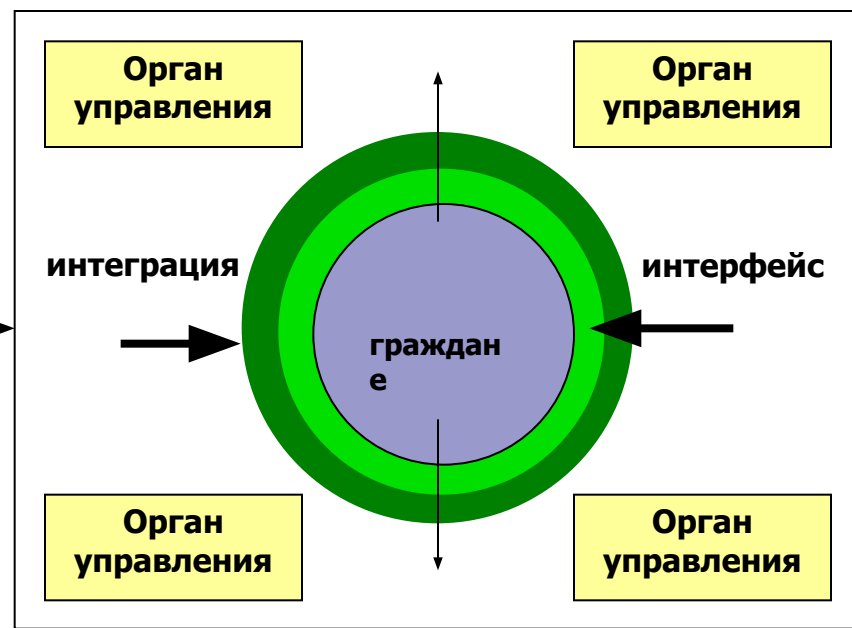 Орган
управления
Орган
управления
интеграция
интерфейс
граждан
е
Орган
управления
Орган
управления